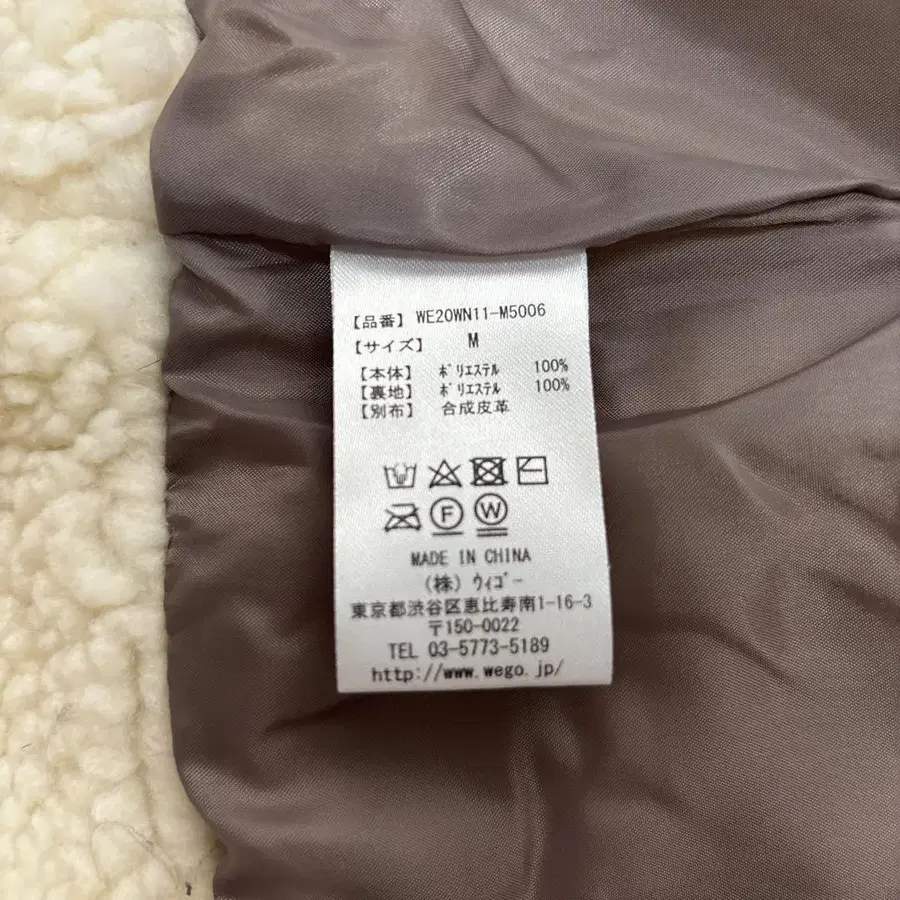 【品番】 WE20WN11-M5006
【サイズ】 M
【本体】 ﾎﾟﾘｴｽﾃﾙ 100%
【裏地】 ﾎﾟﾘｴｽﾃﾙ 100%
【別布】 合成皮革
F W
MADE IN CHINA
(株) ｳｨｺﾞｰ
東京都渋谷区恵比寿南1-16-3
〒150-0022
TEL 03-5773-5189
http://www.wego.jp/